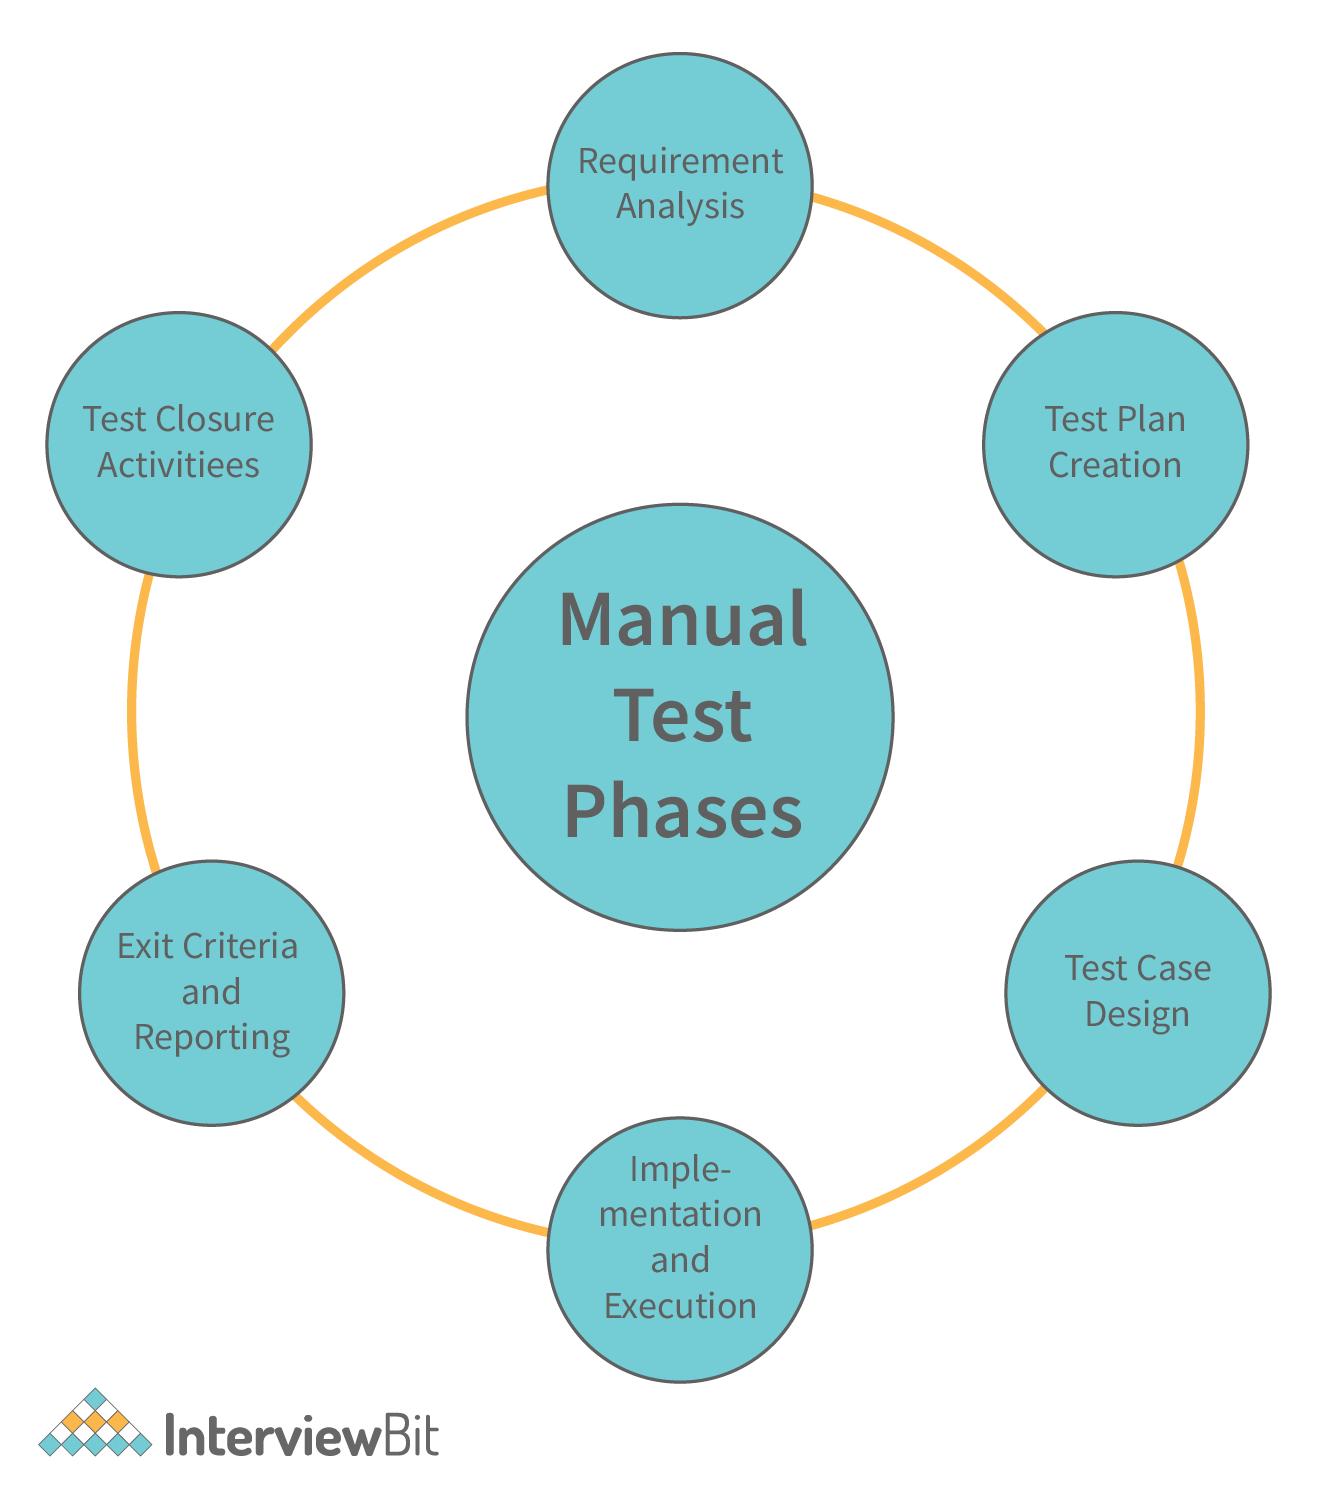 Requirement
Analysis
Test Plan
Creation
Test Case
Design
Imple-
mentation
and
Execution
Exit Criteria
and
Reporting
Test Closure
Activitiees
Manual
Test
Phases
InterviewBit